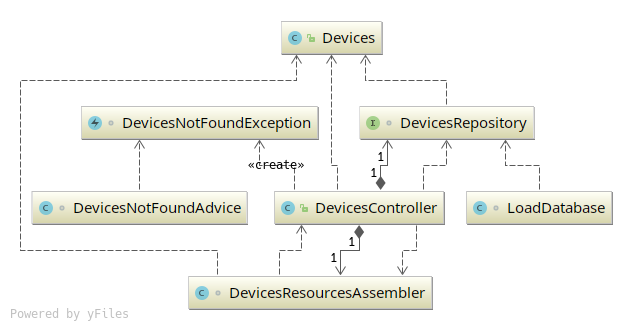 C Devices
DevicesNotFoundException
I DevicesRepository
1
«create»
1
C DevicesNotFoundAdvice
C DevicesController
C LoadDatabase
1
1
C DevicesResourcesAssembler
Powered by yFiles